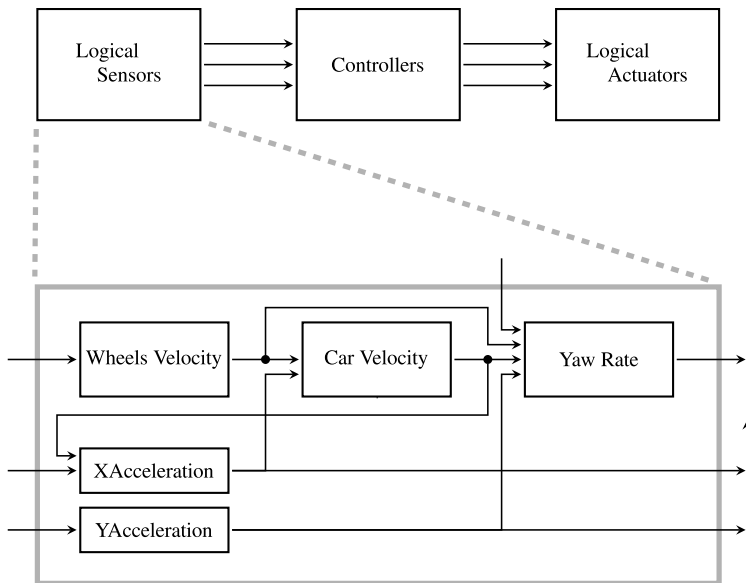 Logical
Sensors
Controllers
Logical
Actuators
Wheels Velocity
Car Velocity
Yaw Rate
XAcceleration
YAcceleration